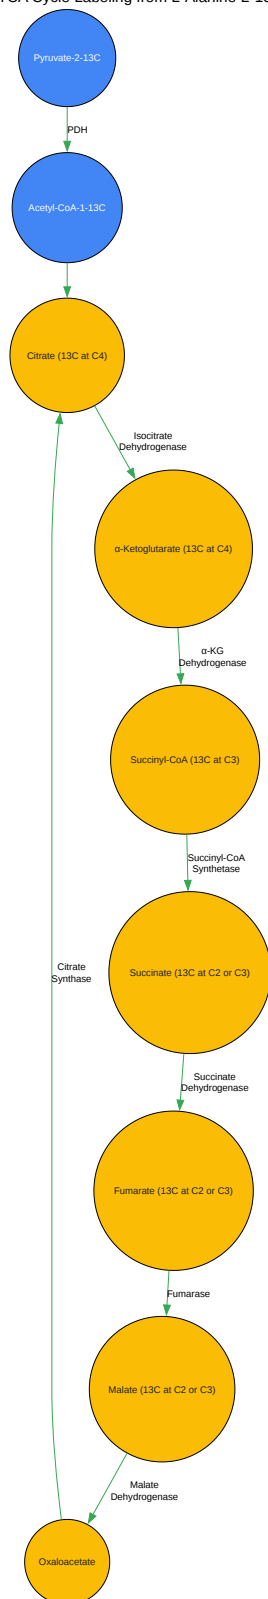 TCA Cycle Labeling from L-Alanine-2-13
Pyruvate-2-13C
PDH
Acetyl-CoA-1-13C
Citrate (13C at C4)
Isocitrate
Dehydrogenase
α-Ketoglutarate (13C at C4)
α-KG
Dehydrogenase
Succinyl-CoA (13C at C3)
Succinyl-CoA
Synthetase
Citrate
Synthase
Succinate (13C at C2 or C3)
Succinate
Dehydrogenase
Fumarate (13C at C2 or C3)
Fumarase
Malate (13C at C2 or C3)
Malate
Dehydrogenase
Oxaloacetate